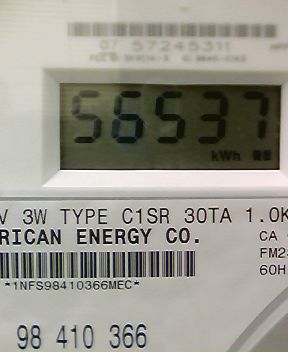 07 57245311
56537
kWh
V 3W TYPE C1SR 30TA 1.0K
RICAN ENERGY CO.
CA
FM2
60H
*1NFS98410366MEC*
98 410 366